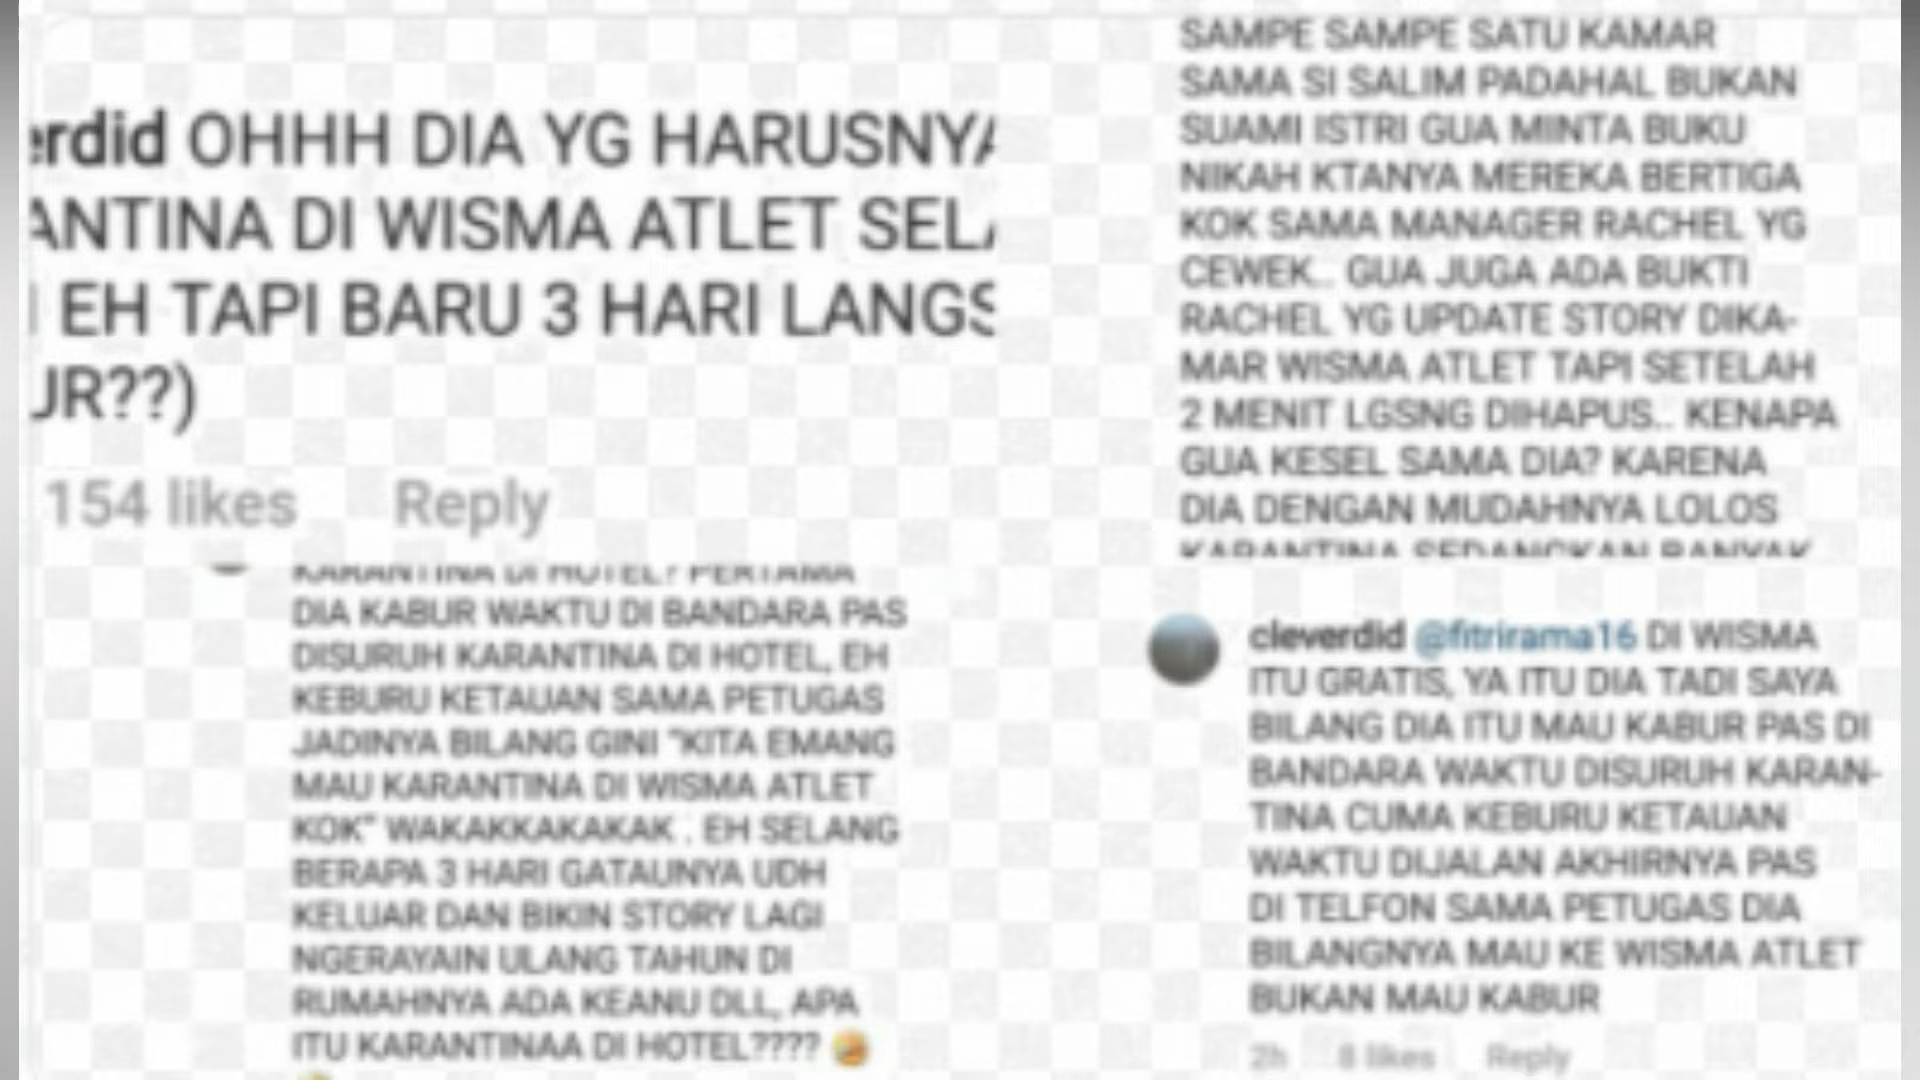 erdid OHHH DIA YG HARUSNYA
ANTINA DI WISMA ATLET SELA
EH TAPI BARU 3 HARI LANGS
UR??)
154 likes Reply
KARANTINA DI HOTEL? PERTAMA
DIA KABUR WAKTU DI BANDARA PAS
DISURUH KARANTINA DI HOTEL, EH
KEBURU KETAUAN SAMA PETUGAS
JADINYA BILANG GINI "KITA EMANG
MAU KARANTINA DI WISMA ATLET
KOK" WAKAKKAKAKAK . EH SELANG
BERAPA 3 HARI GATAUNYA UDH
KELUAR DAN BIKIN STORY LAGI
NGERAYAIN ULANG TAHUN DI
RUMAHNYA ADA KEANU DLL, APA
ITU KARANTINAA DI HOTEL????
SAMPE SAMPE SATU KAMAR
SAMA SI SALIM PADAHAL BUKAN
SUAMI ISTRI GUA MINTA BUKU
NIKAH KTANYA MEREKA BERTIGA
KOK SAMA MANAGER RACHEL YG
CEWEK.. GUA JUGA ADA BUKTI
RACHEL YG UPDATE STORY DIKA-
MAR WISMA ATLET TAPI SETELAH
2 MENIT LGSNG DIHAPUS.. KENAPA
GUA KESEL SAMA DIA? KARENA
DIA DENGAN MUDAHNYA LOLOS
KARANTINA SEDANGKAN BANYAK
cleverdid @fitrirama16 DI WISMA
ITU GRATIS, YA ITU DIA TADI SAYA
BILANG DIA ITU MAU KABUR PAS DI
BANDARA WAKTU DISURUH KARAN-
TINA CUMA KEBURU KETAUAN
WAKTU DIJALAN AKHIRNYA PAS
DI TELFON SAMA PETUGAS DIA
BILANGNYA MAU KE WISMA ATLET
BUKAN MAU KABUR
2h 8 likes Reply